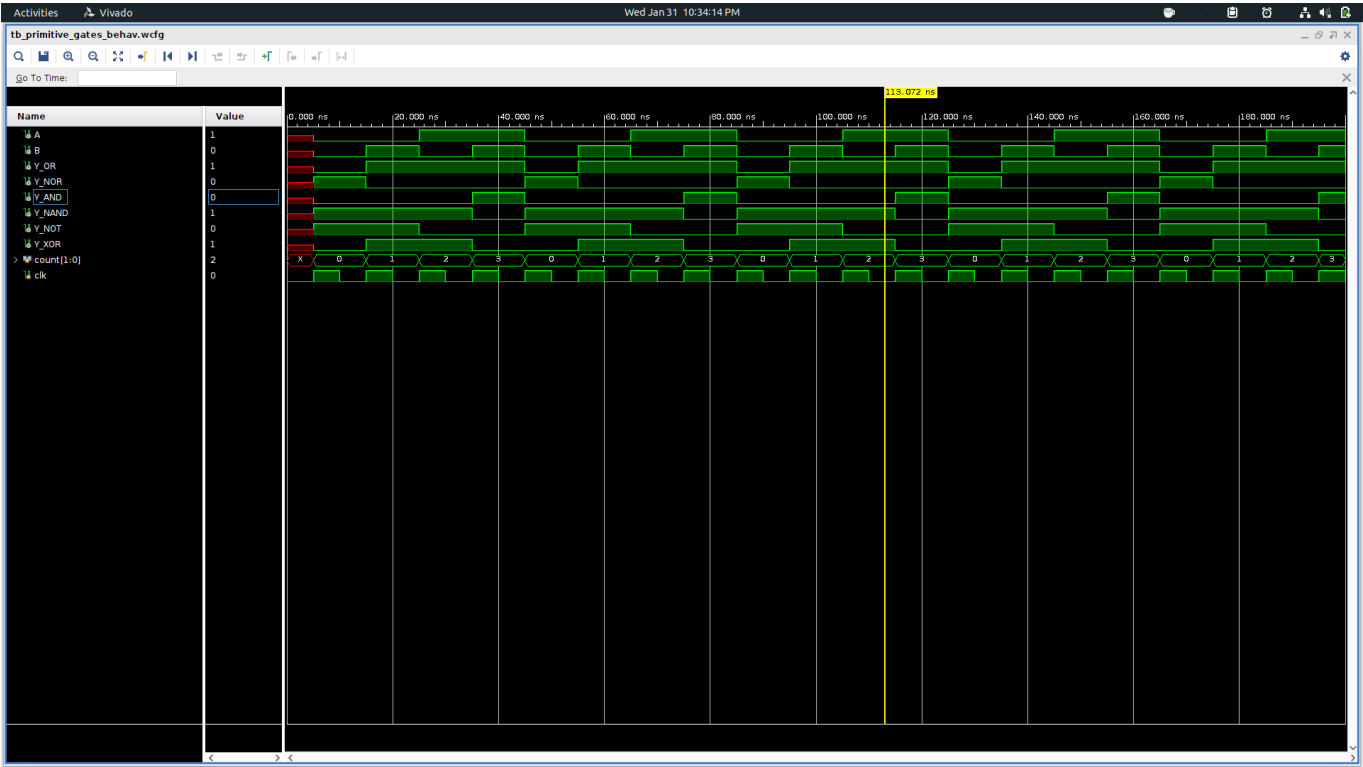 Activities Vivado Wed Jan 31 10:34:14 PM
tb_primitive_gates_behav.wcfg
Go To Time:
113.072 ns
Name Value 0.000 ns 20.000 ns 40.000 ns 60.000 ns 80.000 ns 100.000 ns 120.000 ns 140.000 ns 160.000 ns 180.000 ns
A 1
B 0
Y_OR 1
Y_NOR 0
Y_AND 0
Y_NAND 1
Y_NOT 0
Y_XOR 1
count[1:0] 2 X 0 1 2 3 0 1 2 3 0 1 2 3 0 1 2 3 0 1 2 3
clk 0